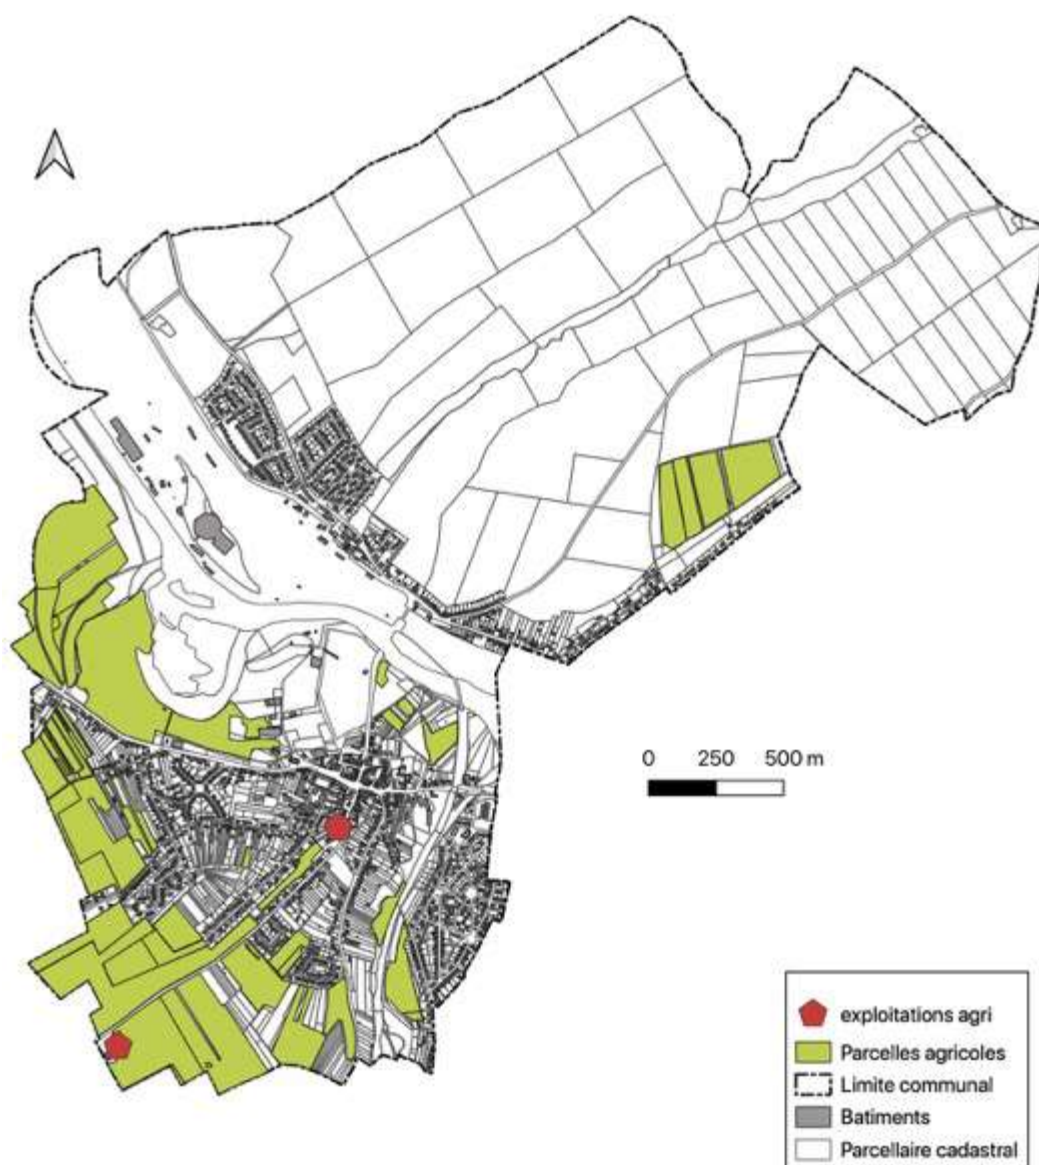 0 250 500 m
exploitations agri
Parcelles agricoles
Limite communal
Batiments
Parcellaire cadastral